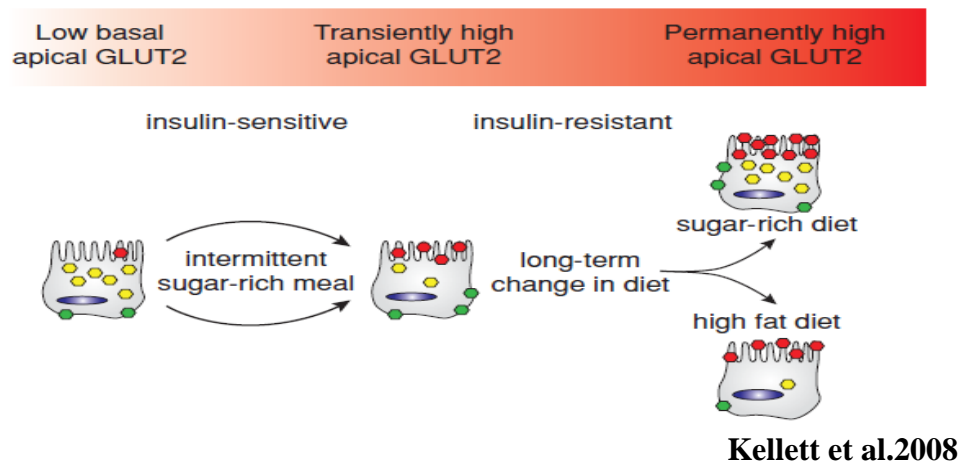 Low basal
apical GLUT2
Transiently high
apical GLUT2
Permanently high
apical GLUT2
insulin-sensitive
insulin-resistant
intermittent
sugar-rich meal
long-term
change in diet
sugar-rich diet
high fat diet
Kellett et al.2008